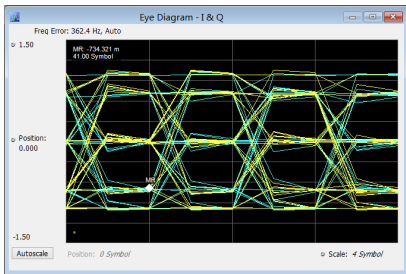 Eye Diagram - I & Q
Freq Error: 362.4 Hz, Auto
1.50
MR: -734.321 m
41.00 Symbol
Position:
0.000
MR
-1.50
Autoscale
Position: 0 Symbol
Scale: 4 Symbol